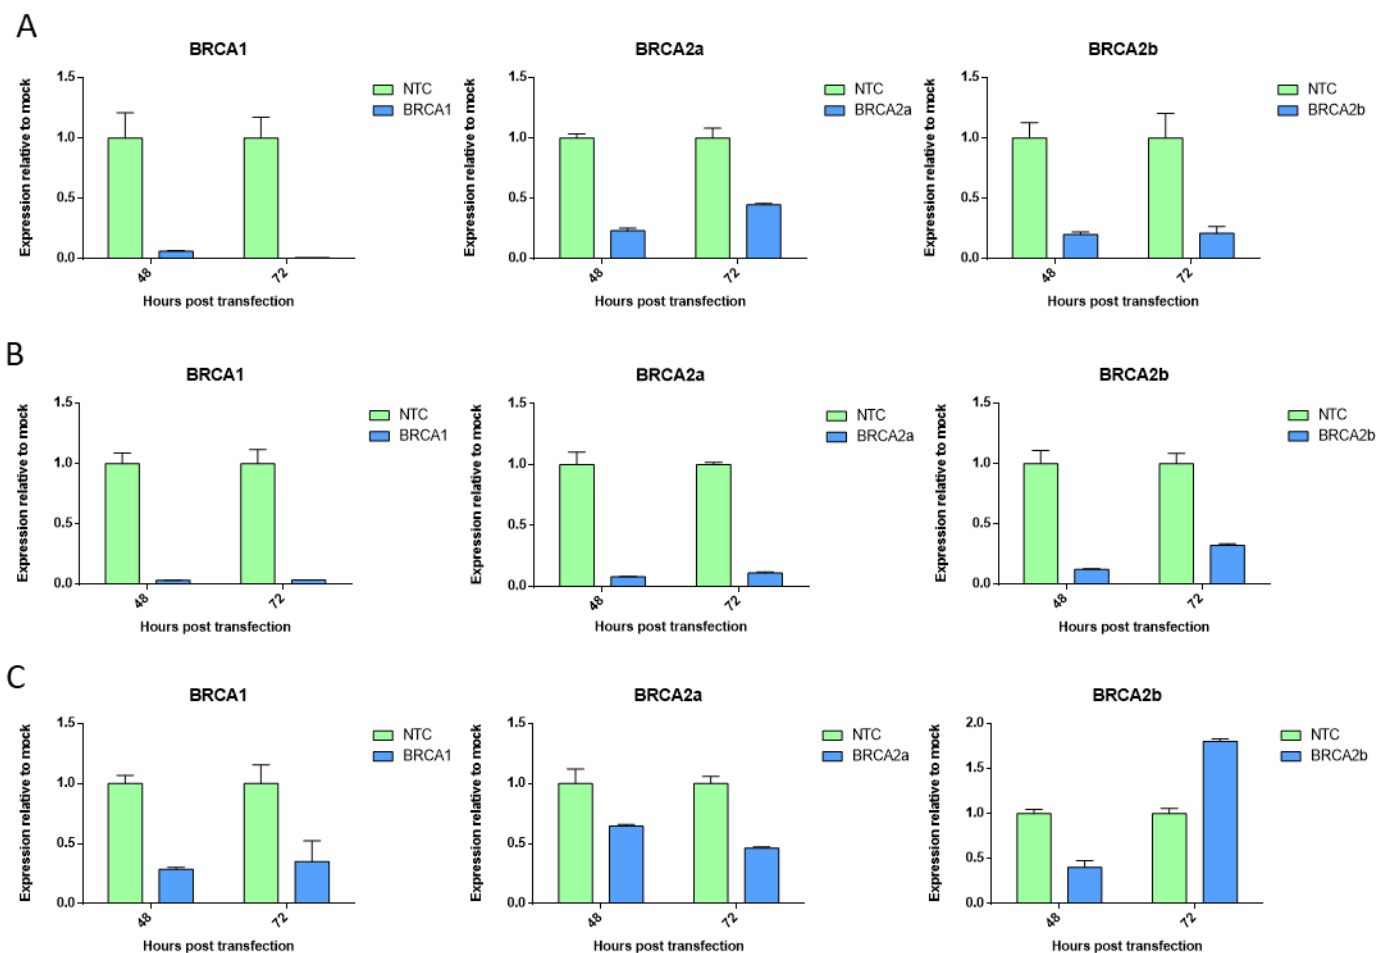 A
BRCA1
Expression relative to mock
1.5
1.0
0.5
0.0
48
72
Hours post transfection
NTC
BRCA1
BRCA2a
Expression relative to mock
1.5
1.0
0.5
0.0
48
72
Hours post transfection
NTC
BRCA2a
BRCA2b
Expression relative to mock
1.5
1.0
0.5
0.0
48
72
Hours post transfection
NTC
BRCA2b
B
BRCA1
Expression relative to mock
1.5
1.0
0.5
0.0
48
72
Hours post transfection
NTC
BRCA1
BRCA2a
Expression relative to mock
1.5
1.0
0.5
0.0
48
72
Hours post transfection
NTC
BRCA2a
BRCA2b
Expression relative to mock
1.5
1.0
0.5
0.0
48
72
Hours post transfection
NTC
BRCA2b
C
BRCA1
Expression relative to mock
1.5
1.0
0.5
0.0
48
72
Hours post transfection
NTC
BRCA1
BRCA2a
Expression relative to mock
1.5
1.0
0.5
0.0
48
72
Hours post transfection
NTC
BRCA2a
BRCA2b
Expression relative to mock
2.0
1.5
1.0
0.5
0.0
48
72
Hours post transfection
NTC
BRCA2b